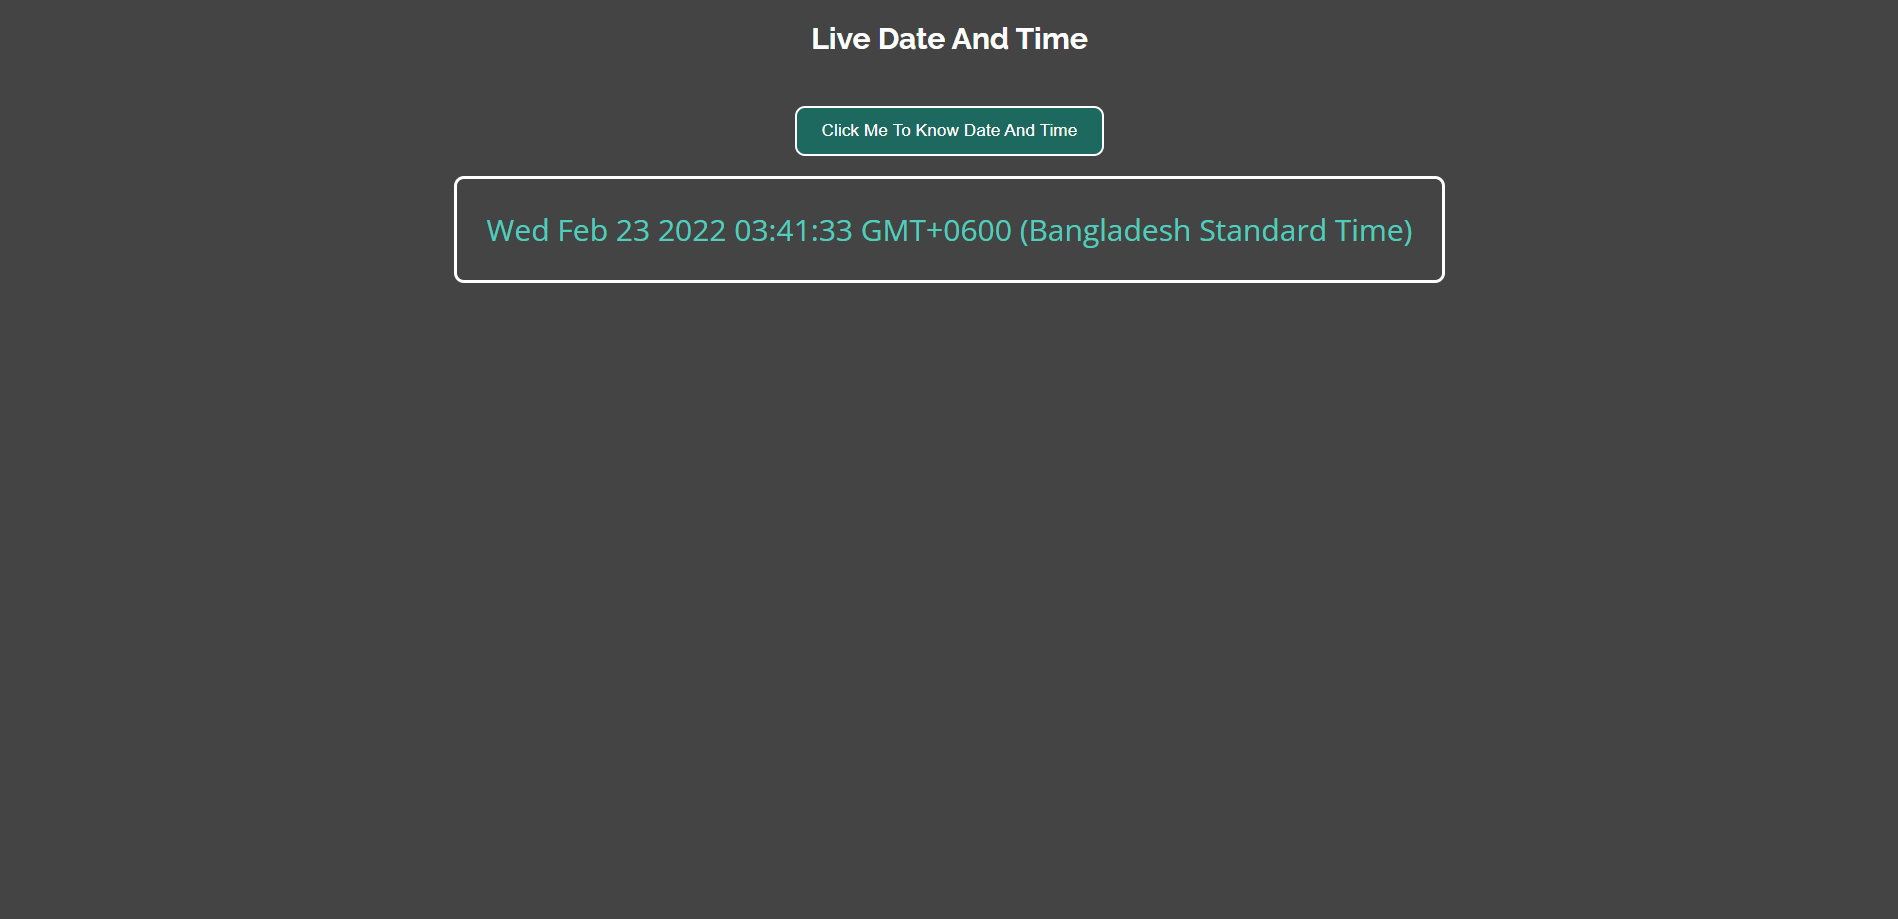 Live Date And Time
Click Me To Know Date And Time
Wed Feb 23 2022 03:41:33 GMT+0600 (Bangladesh Standard Time)